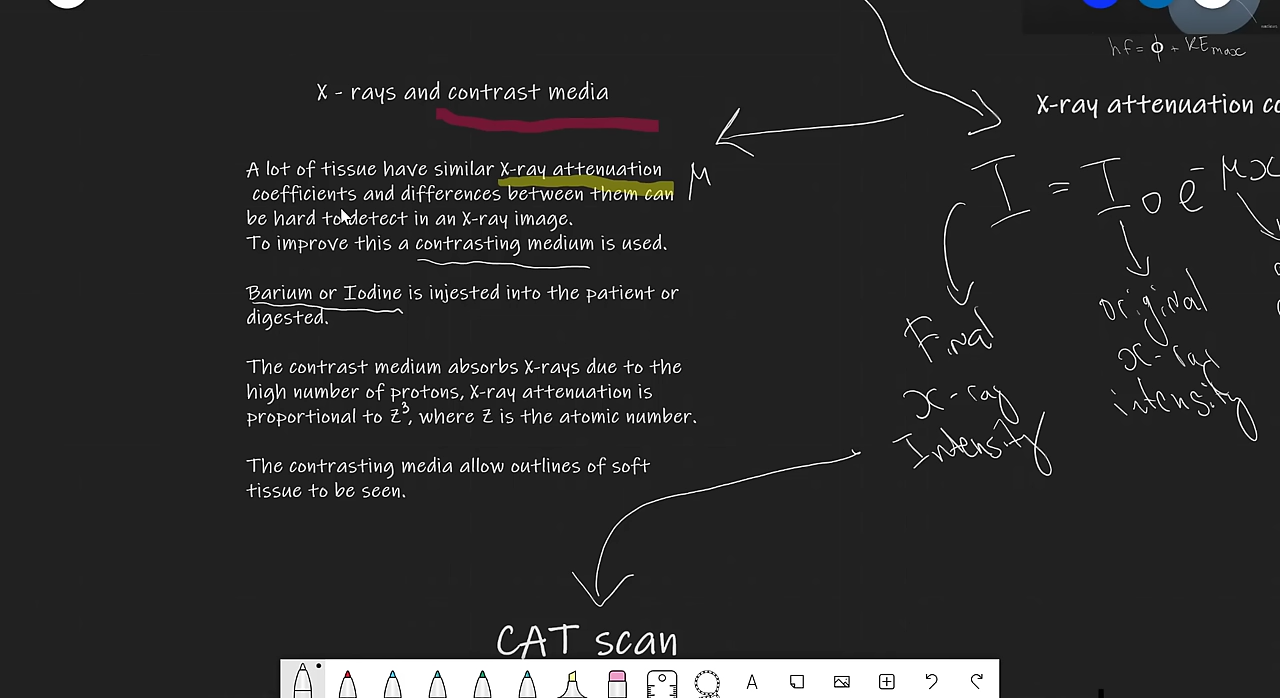 hf = Φ + KEmax
X - rays and contrast media
X-ray attenuation co
A lot of tissue have similar X-ray attenuation
coefficients and differences between them can
be hard to detect in an X-ray image.
To improve this a contrasting medium is used.
μ
I = I₀ e^-μx
Barium or Iodine is injested into the patient or
digested.
The contrast medium absorbs X-rays due to the
high number of protons, X-ray attenuation is
proportional to Z³, where Z is the atomic number.
The contrasting media allow outlines of soft
tissue to be seen.
Final
x-ray
Intensity
original
x-ray
intensity
CAT scan
A